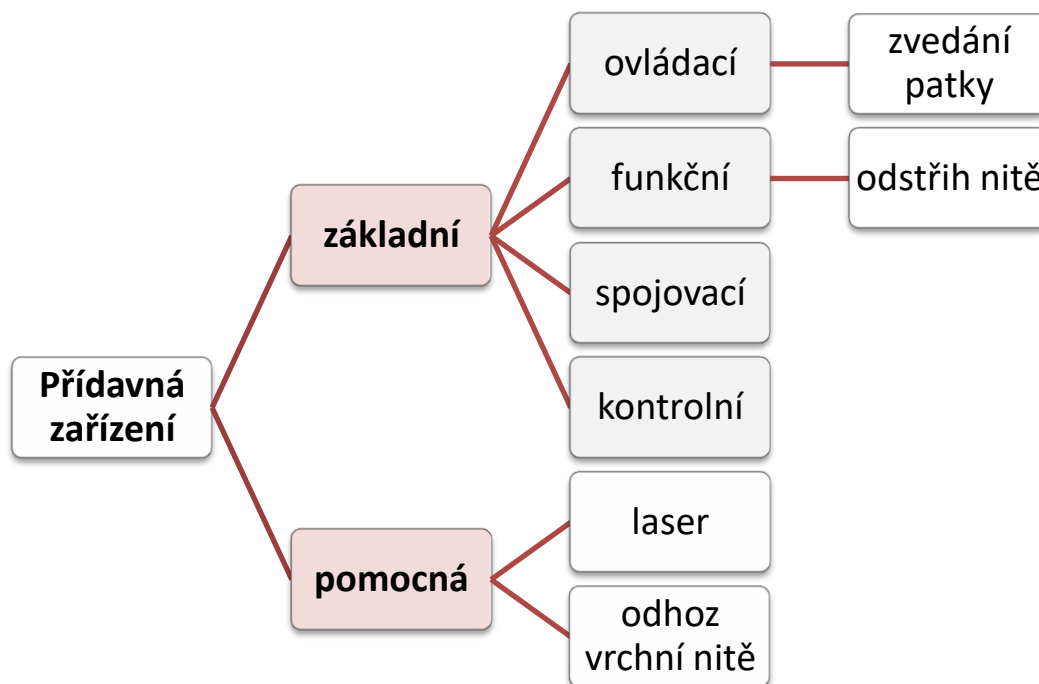 ovládací
zvedání
patky
funkční
odstřih nitě
základní
spojovací
Přídavná
zařízení
kontrolní
laser
pomocná
odhoz
vrchní nitě